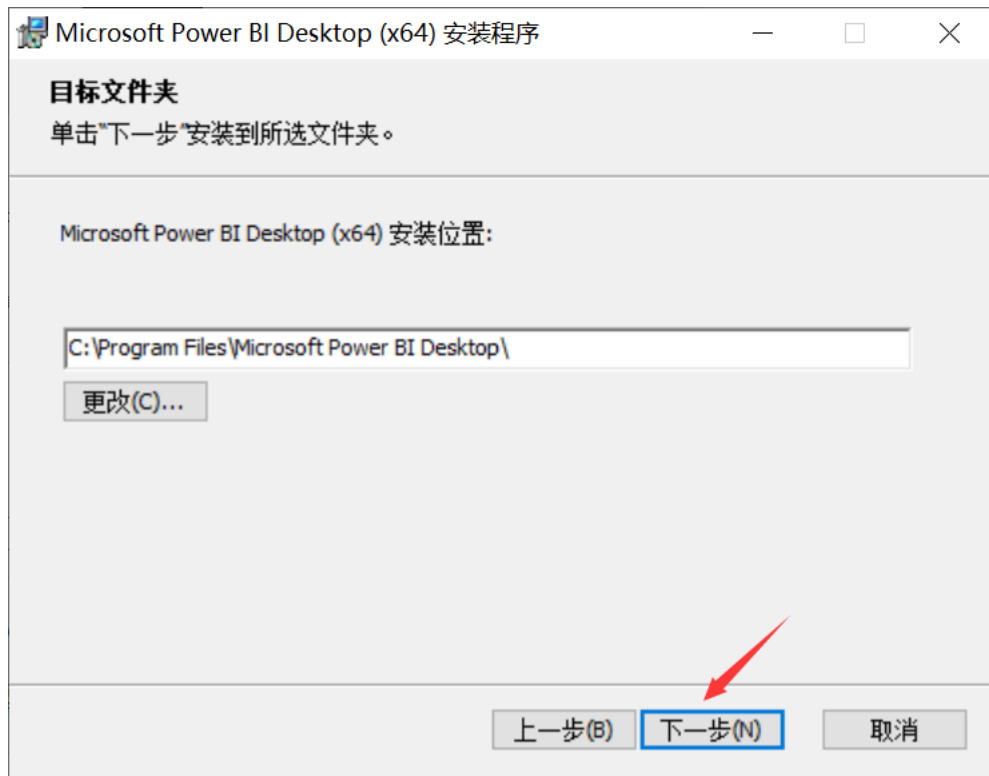 Microsoft Power BI Desktop (x64) 安装程序
目标文件夹
单击"下一步"安装到所选文件夹。
Microsoft Power BI Desktop (x64) 安装位置:
C:\Program Files\Microsoft Power BI Desktop\
更改(C)...
上一步(B) 下一步(N) 取消